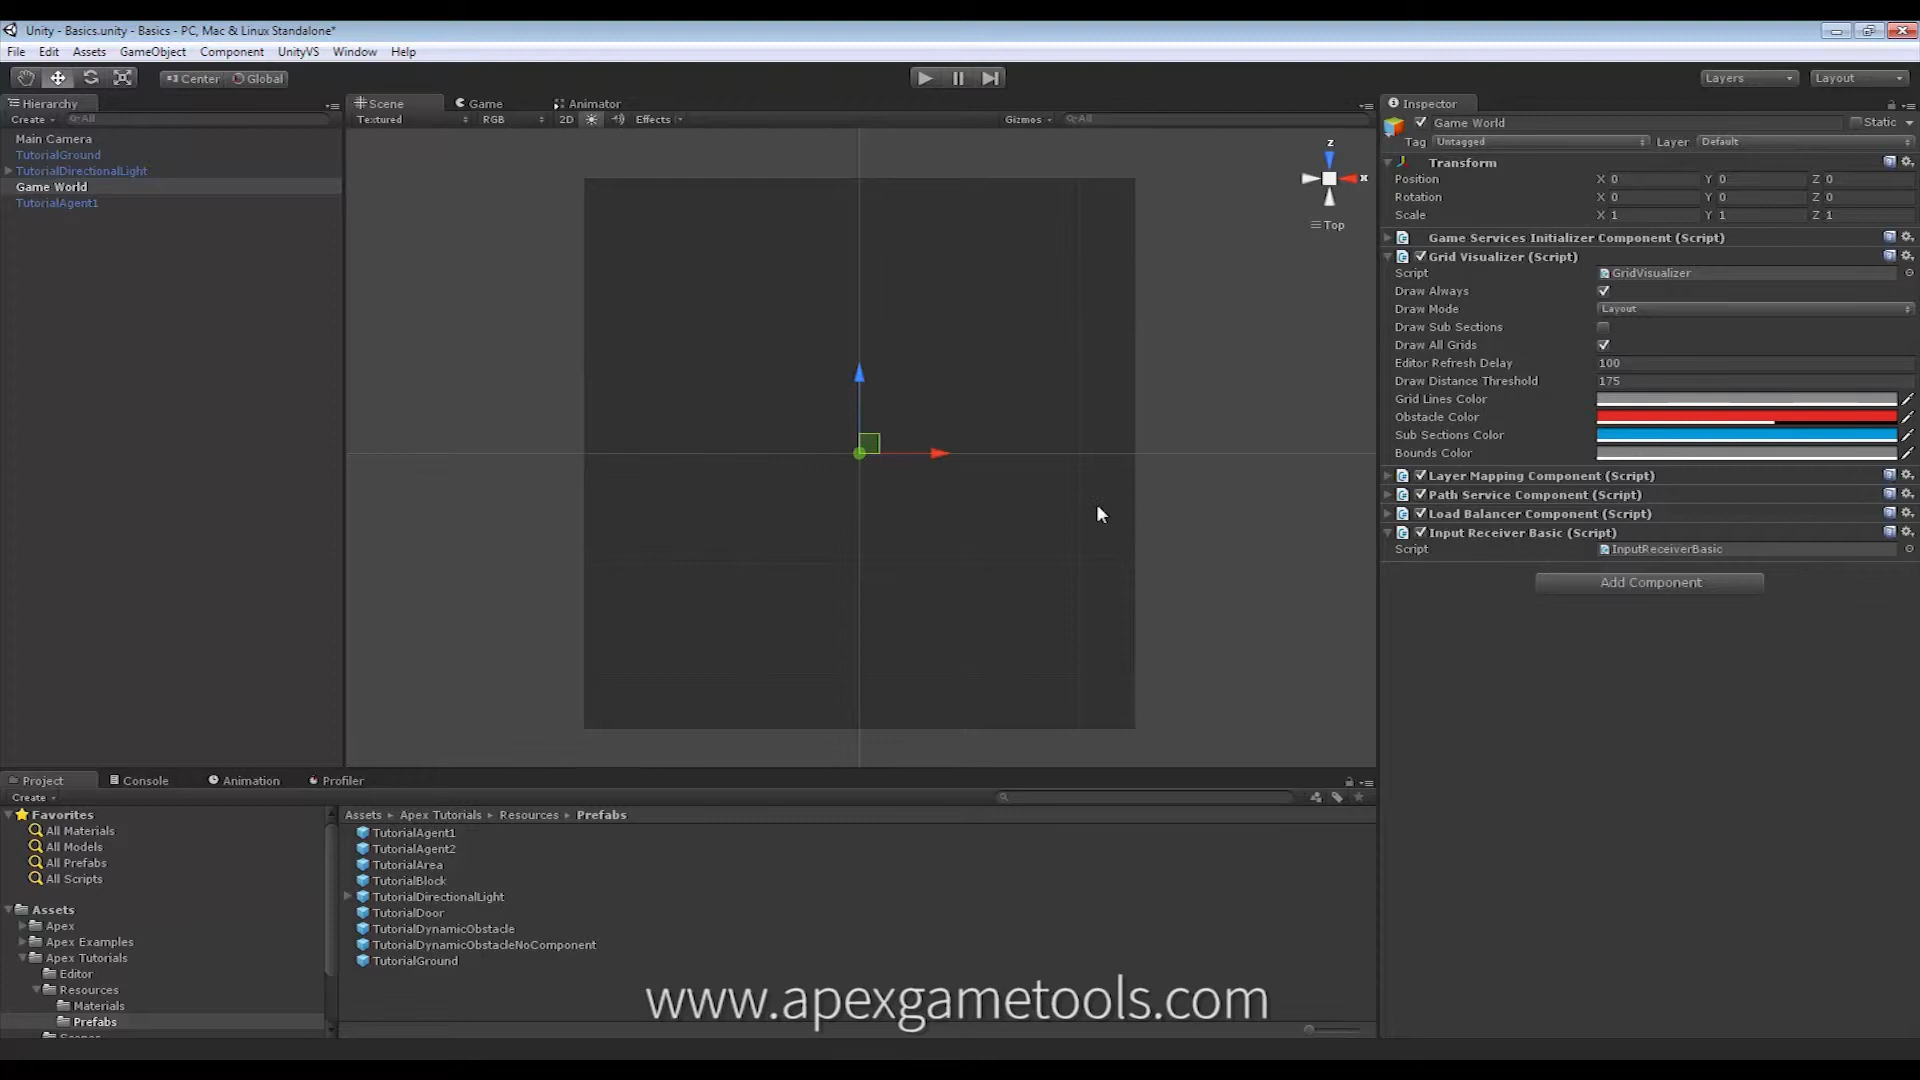 Unity - Basics.unity - Basics - PC, Mac & Linux Standalone*
File Edit Assets GameObject Component UnityVS Window Help
Center Global
Layers Layout
Hierarchy
Create All
Main Camera
TutorialGround
TutorialDirectionalLight
Game World
TutorialAgent1
Scene Game Animator
Textured RGB 2D Effects Gizmos All
z
x
Top
Inspector
Game World Static
Tag Untagged Layer Default
Transform
Position X 0 Y 0 Z 0
Rotation X 0 Y 0 Z 0
Scale X 1 Y 1 Z 1
Game Services Initializer Component (Script)
Grid Visualizer (Script)
Script GridVisualizer
Draw Always
Draw Mode Layout
Draw Sub Sections
Draw All Grids
Editor Refresh Delay 100
Draw Distance Threshold 175
Grid Lines Color
Obstacle Color
Sub Sections Color
Bounds Color
Layer Mapping Component (Script)
Path Service Component (Script)
Load Balancer Component (Script)
Input Receiver Basic (Script)
Script InputReceiverBasic
Add Component
Project Console Animation Profiler
Create
Favorites
All Materials
All Models
All Prefabs
All Scripts
Assets
Apex
Apex Examples
Apex Tutorials
Editor
Resources
Materials
Prefabs
Assets Apex Tutorials Resources Prefabs
TutorialAgent1
TutorialAgent2
TutorialArea
TutorialBlock
TutorialDirectionalLight
TutorialDoor
TutorialDynamicObstacle
TutorialDynamicObstacleNoComponent
TutorialGround
www.apexgametools.com